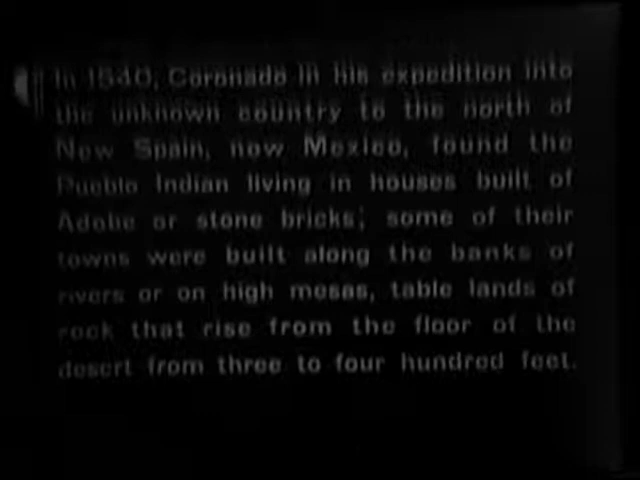 In 1540, Coronado in his expedition into
the unknown country to the north of
New Spain, now Mexico, found the
Pueblo Indian living in houses built of
Adobe or stone bricks; some of their
towns were built along the banks of
rivers or on high mesas, table lands of
rock that rise from the floor of the
desert from three to four hundred feet.